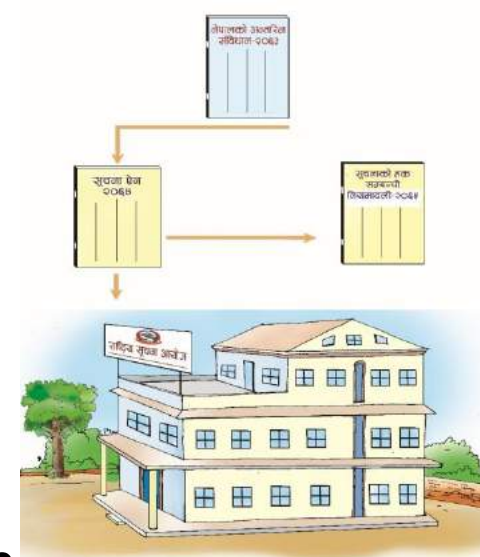 नेपालको अन्तरिम
संविधान-२०६३
सूचना ऐन
२०६४
सूचनाको हक
सम्बन्धी
नियमावली-२०६५
राष्ट्रिय सूचना आयोग